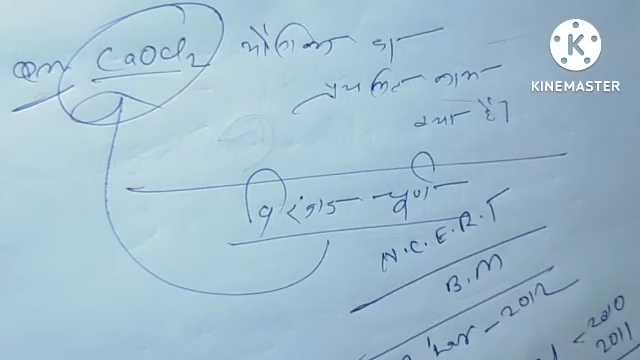 CaOCl2 यौगिक का
प्रचलित नाम
क्या है।
विरंजक चूर्ण
N.C.E.R.T
B.M
2012
2010
2011
K
KINEMASTER